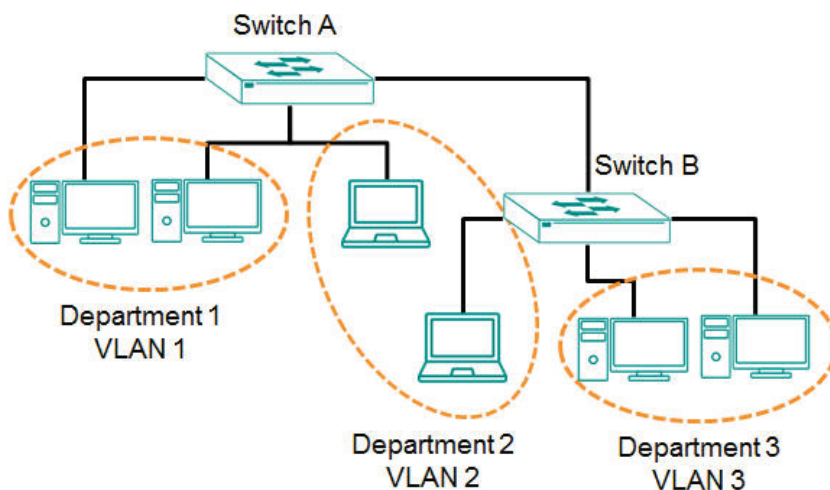 Switch A
Switch B
Department 1
VLAN 1
Department 2
VLAN 2
Department 3
VLAN 3